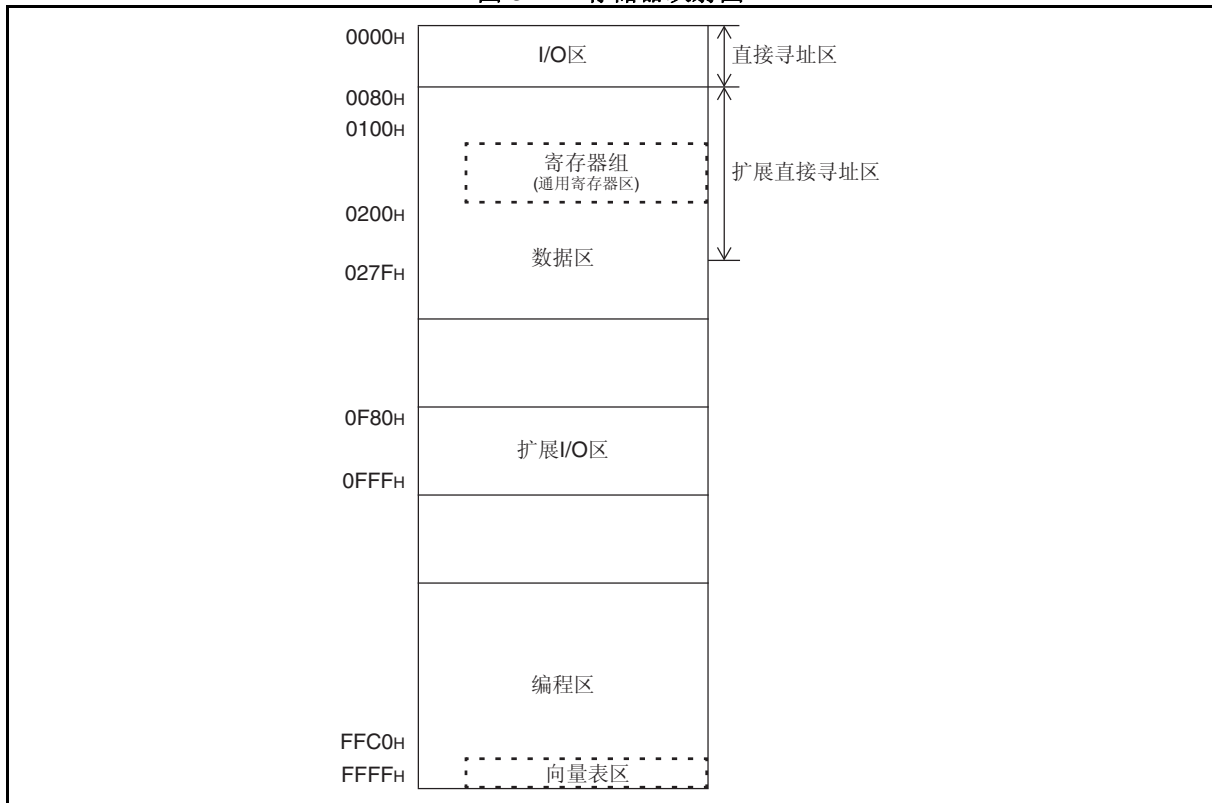 0000H
I/O区
直接寻址区
0080H
0100H
寄存器组
(通用寄存器区)
扩展直接寻址区
0200H
数据区
027FH
0F80H
扩展I/O区
0FFFH
编程区
FFC0H
FFFFH
向量表区